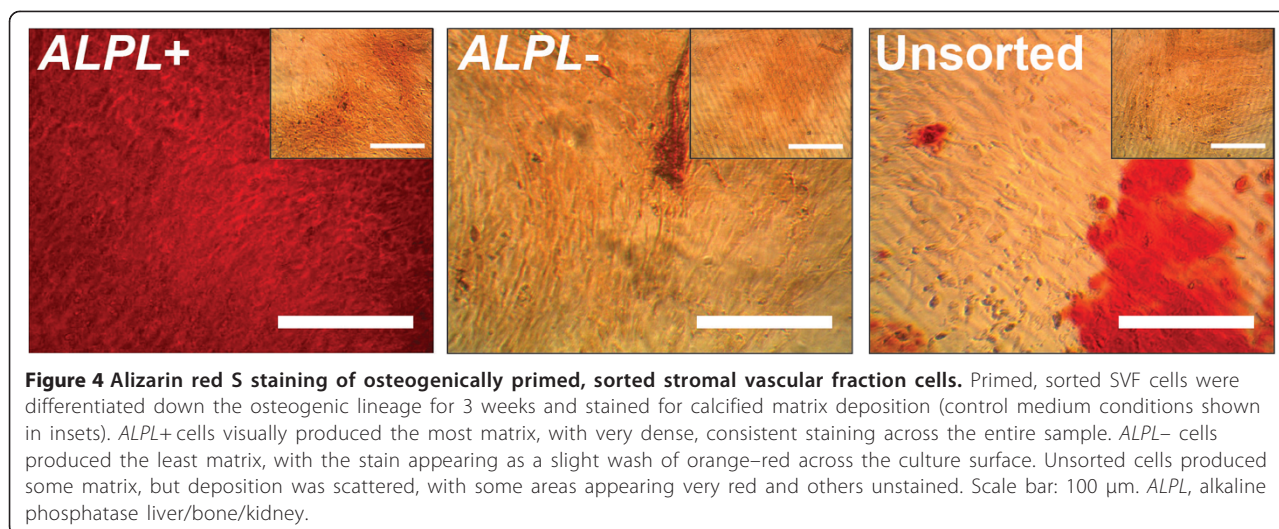 ALPL+ ALPL- Unsorted
Figure 4 Alizarin red S staining of osteogenically primed, sorted stromal vascular fraction cells. Primed, sorted SVF cells were
differentiated down the osteogenic lineage for 3 weeks and stained for calcified matrix deposition (control medium conditions shown
in insets). ALPL+ cells visually produced the most matrix, with very dense, consistent staining across the entire sample. ALPL– cells
produced the least matrix, with the stain appearing as a slight wash of orange–red across the culture surface. Unsorted cells produced
some matrix, but deposition was scattered, with some areas appearing very red and others unstained. Scale bar: 100 μm. ALPL, alkaline
phosphatase liver/bone/kidney.